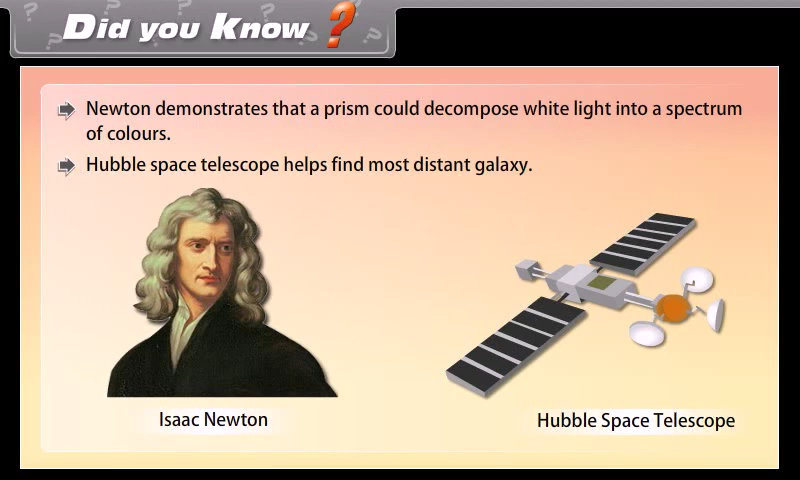 Did you Know ?
Newton demonstrates that a prism could decompose white light into a spectrum
of colours.
Hubble space telescope helps find most distant galaxy.
Isaac Newton
Hubble Space Telescope